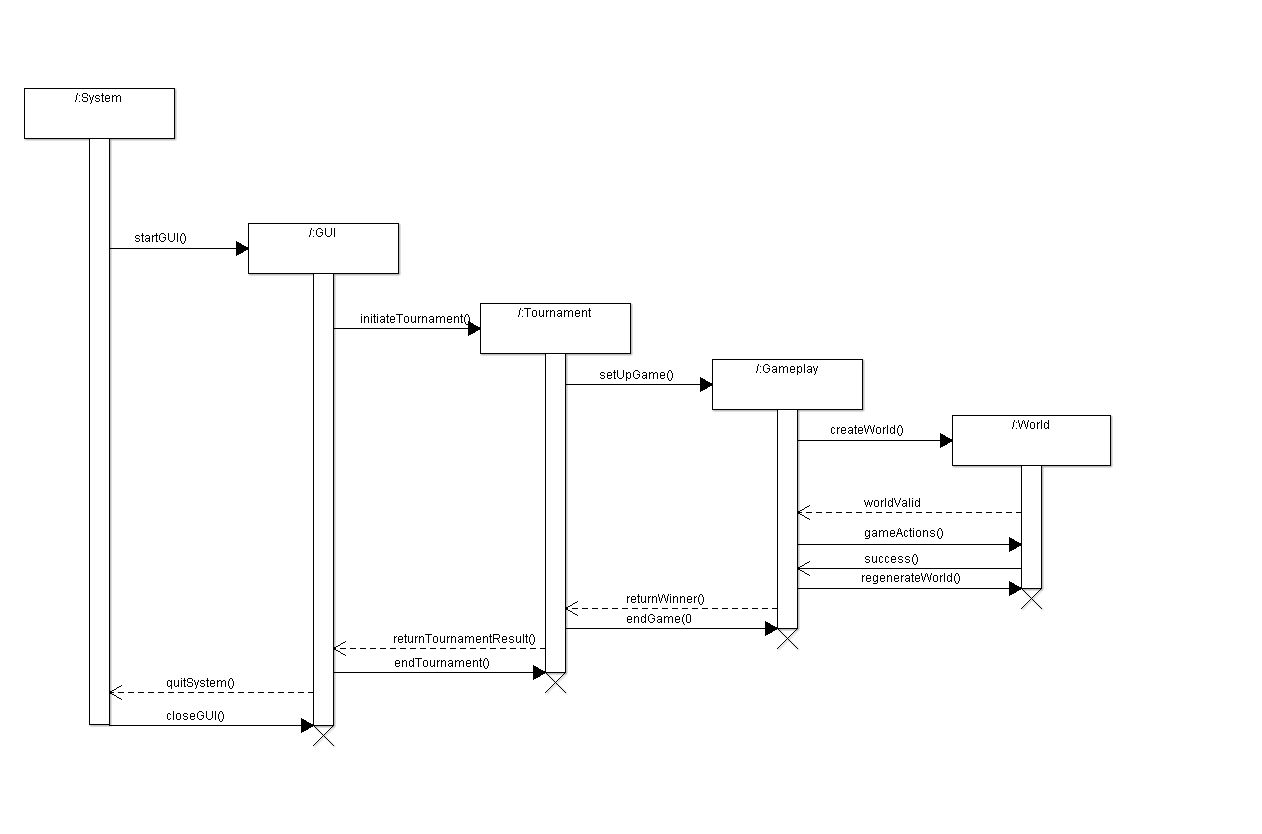 /:System
/:GUI
startGUI()
/:Tournament
initiateTournament()
/:Gameplay
setUpGame()
/:World
createWorld()
worldValid
gameActions()
success()
regenerateWorld()
returnWinner()
endGame(0
returnTournamentResult()
endTournament()
quitSystem()
closeGUI()